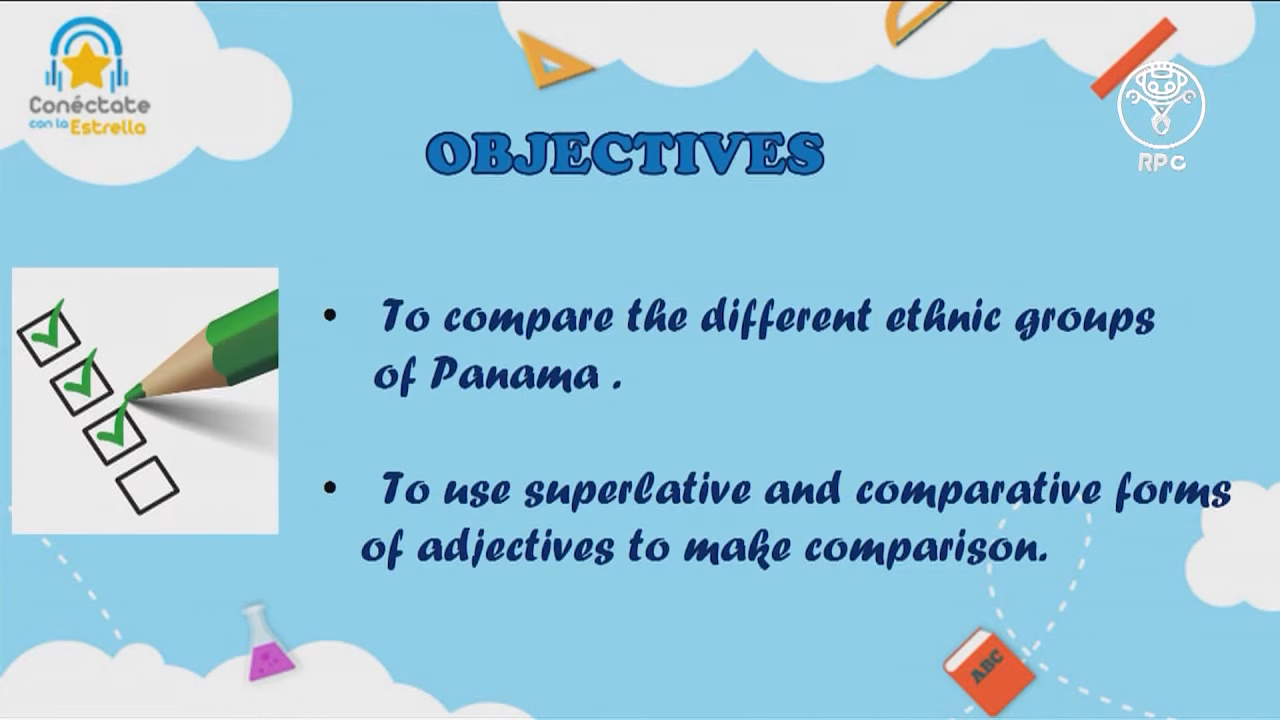 Conéctate
con la Estrella
RPC
OBJECTIVES
• To compare the different ethnic groups
of Panama .
• To use superlative and comparative forms
of adjectives to make comparison.
ABC